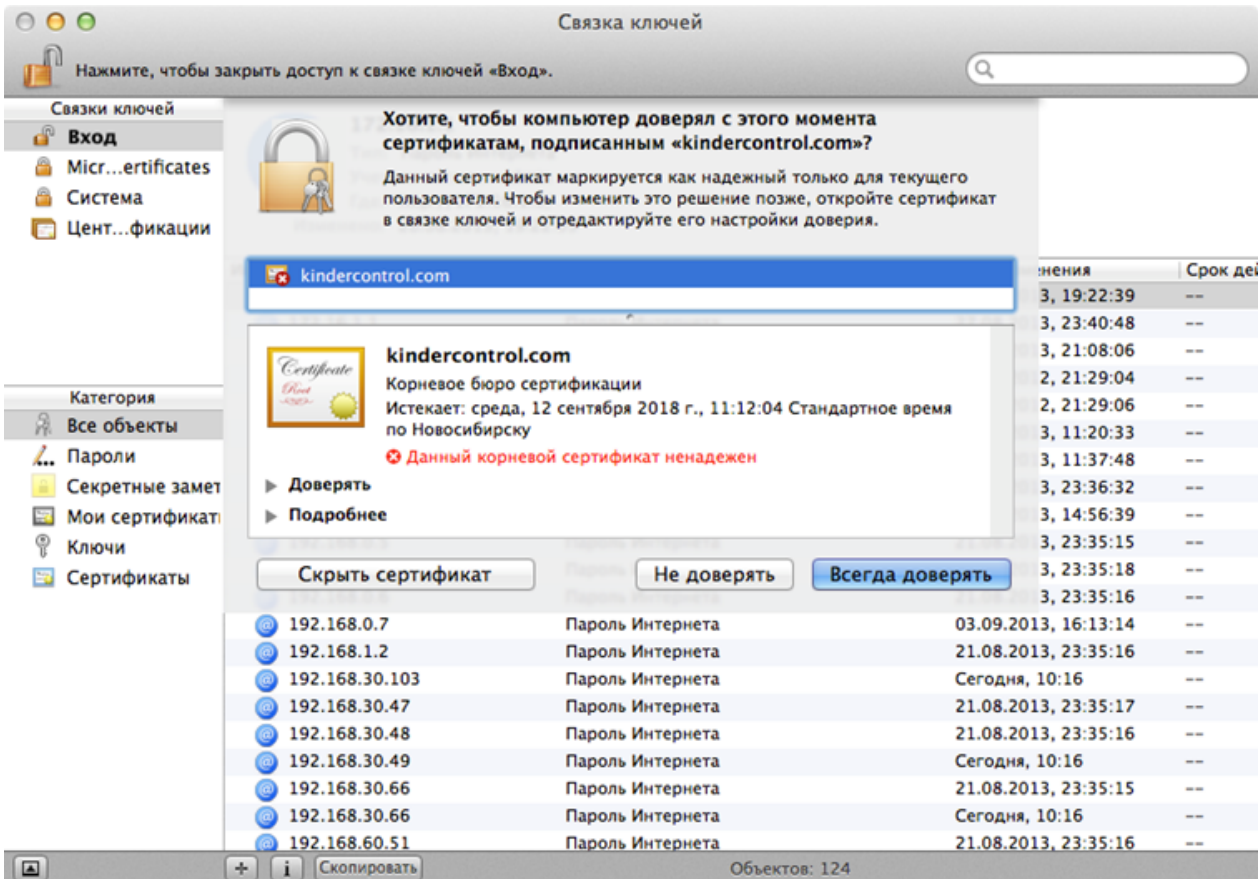 Связка ключей
Нажмите, чтобы закрыть доступ к связке ключей «Вход».
Связки ключей
Вход
Micr...ertificates
Система
Цент...фикации
Хотите, чтобы компьютер доверял с этого момента
сертификатам, подписанным «kindercontrol.com»?
Данный сертификат маркируется как надежный только для текущего
пользователя. Чтобы изменить это решение позже, откройте сертификат
в связке ключей и отредактируйте его настройки доверия.
kindercontrol.com
kindercontrol.com
Корневое бюро сертификации
Истекает: среда, 12 сентября 2018 г., 11:12:04 Стандартное время
по Новосибирску
Данный корневой сертификат ненадежен
Доверять
Подробнее
Скрыть сертификат Не доверять Всегда доверять
Категория
Все объекты
Пароли
Секретные замет
Мои сертификат
Ключи
Сертификаты
енения Срок дей
3, 19:22:39 --
3, 23:40:48 --
3, 21:08:06 --
2, 21:29:04 --
2, 21:29:06 --
3, 11:20:33 --
3, 11:37:48 --
3, 23:36:32 --
3, 14:56:39 --
3, 23:35:15 --
3, 23:35:18 --
3, 23:35:16 --
192.168.0.7 Пароль Интернета 03.09.2013, 16:13:14 --
192.168.1.2 Пароль Интернета 21.08.2013, 23:35:16 --
192.168.30.103 Пароль Интернета Сегодня, 10:16 --
192.168.30.47 Пароль Интернета 21.08.2013, 23:35:17 --
192.168.30.48 Пароль Интернета 21.08.2013, 23:35:16 --
192.168.30.49 Пароль Интернета Сегодня, 10:16 --
192.168.30.66 Пароль Интернета 21.08.2013, 23:35:15 --
192.168.30.66 Пароль Интернета Сегодня, 10:16 --
192.168.60.51 Пароль Интернета 21.08.2013, 23:35:16 --
Скопировать Объектов: 124